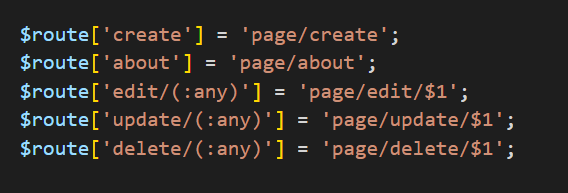 $route['create'] = 'page/create';
$route['about'] = 'page/about';
$route['edit/(:any)'] = 'page/edit/$1';
$route['update/(:any)'] = 'page/update/$1';
$route['delete/(:any)'] = 'page/delete/$1';